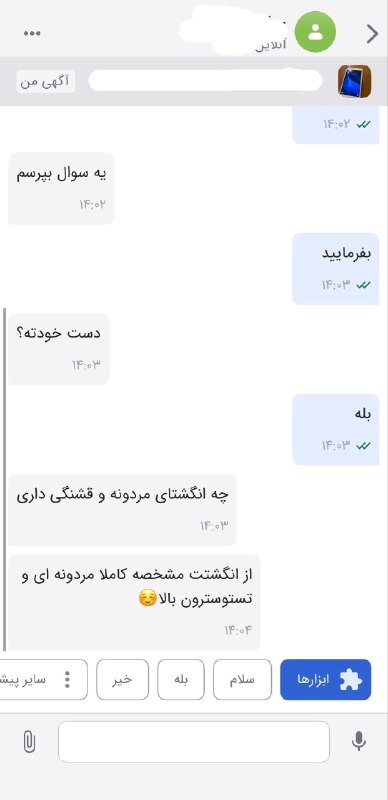 آنلاین
آگهی من
۱۴:۰۲
یه سوال بپرسم
۱۴:۰۲
بفرمایید
۱۴:۰۳
دست خودته؟
۱۴:۰۳
بله
۱۴:۰۳
چه انگشتای مردونه و قشنگی داری
۱۴:۰۳
از انگشتت مشخصه کاملا مردونه ای و
تستوسترون بالا☺️
۱۴:۰۴
ابزارها
سلام
بله
خیر
سایر